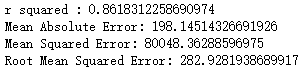 r squared : 0.8618312258690974
Mean Absolute Error: 198.14514326691926
Mean Squared Error: 80048.36288596975
Root Mean Squared Error: 282.9281938689917